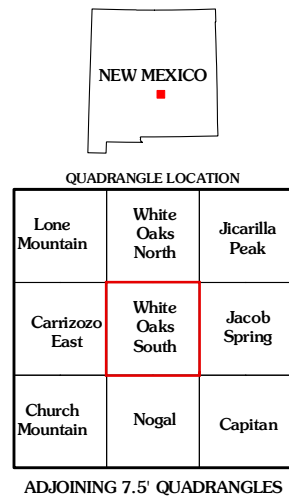 NEW MEXICO
QUADRANGLE LOCATION
Lone
Mountain
White
Oaks
North
Jicarilla
Peak
Carrizozo
East
White
Oaks
South
Jacob
Spring
Church
Mountain
Nogal
Capitan
ADJOINING 7.5' QUADRANGLES